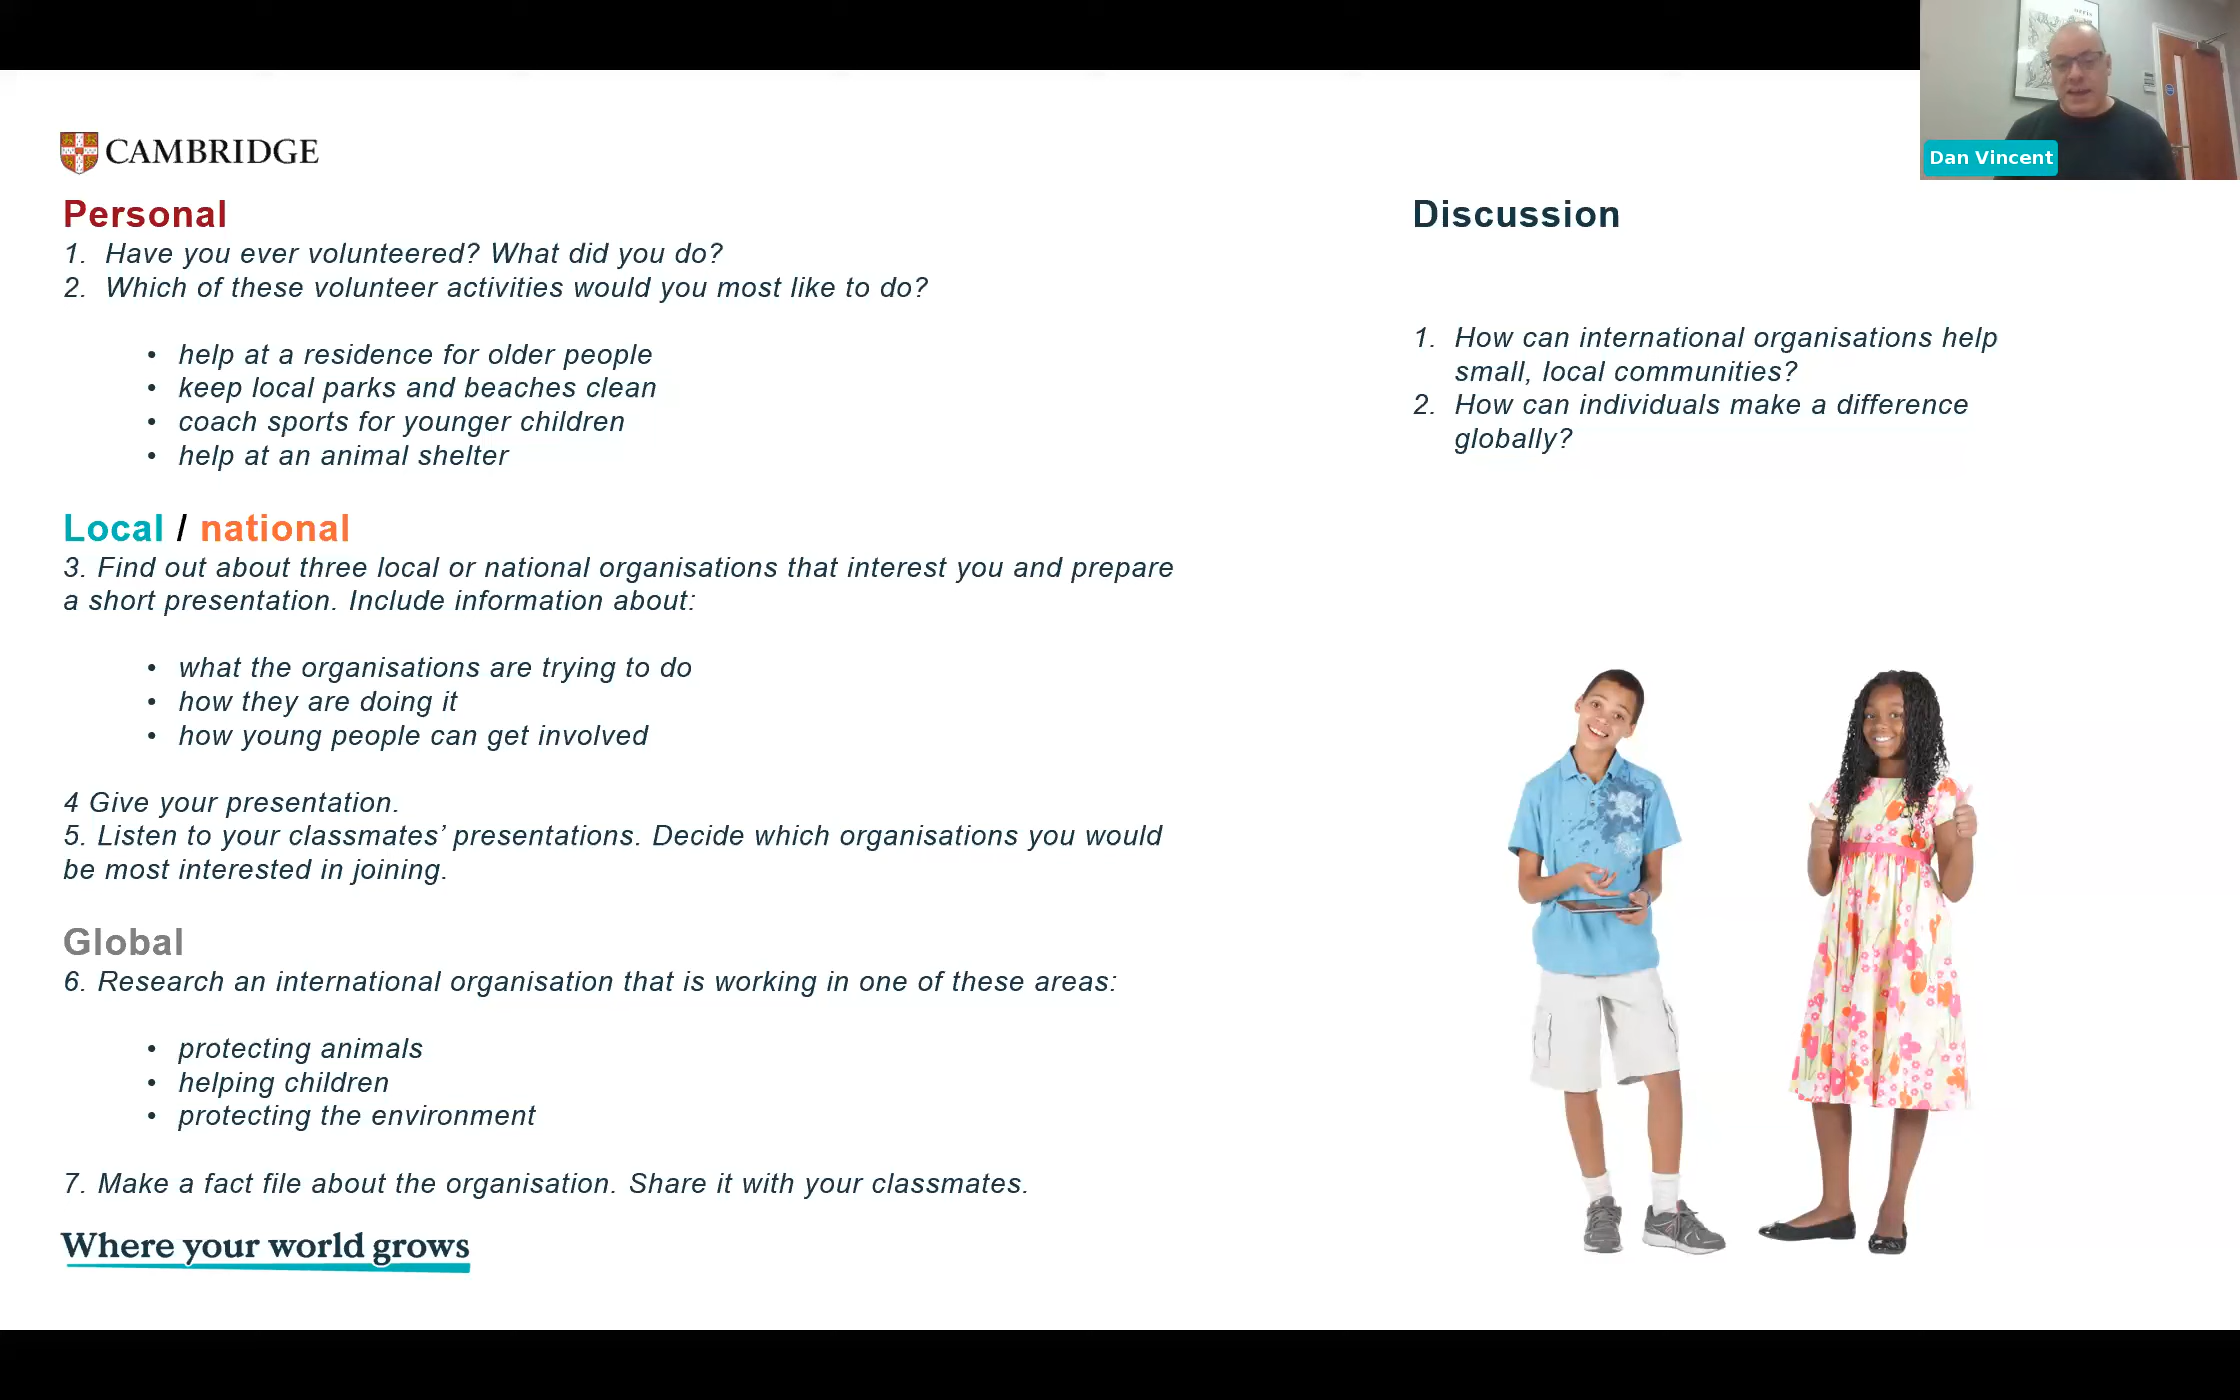 Dan Vincent
CAMBRIDGE
Personal
1. Have you ever volunteered? What did you do?
2. Which of these volunteer activities would you most like to do?
• help at a residence for older people
• keep local parks and beaches clean
• coach sports for younger children
• help at an animal shelter
Local / national
3. Find out about three local or national organisations that interest you and prepare
a short presentation. Include information about:
• what the organisations are trying to do
• how they are doing it
• how young people can get involved
4 Give your presentation.
5. Listen to your classmates’ presentations. Decide which organisations you would
be most interested in joining.
Global
6. Research an international organisation that is working in one of these areas:
• protecting animals
• helping children
• protecting the environment
7. Make a fact file about the organisation. Share it with your classmates.
Where your world grows
Discussion
1. How can international organisations help
small, local communities?
2. How can individuals make a difference
globally?